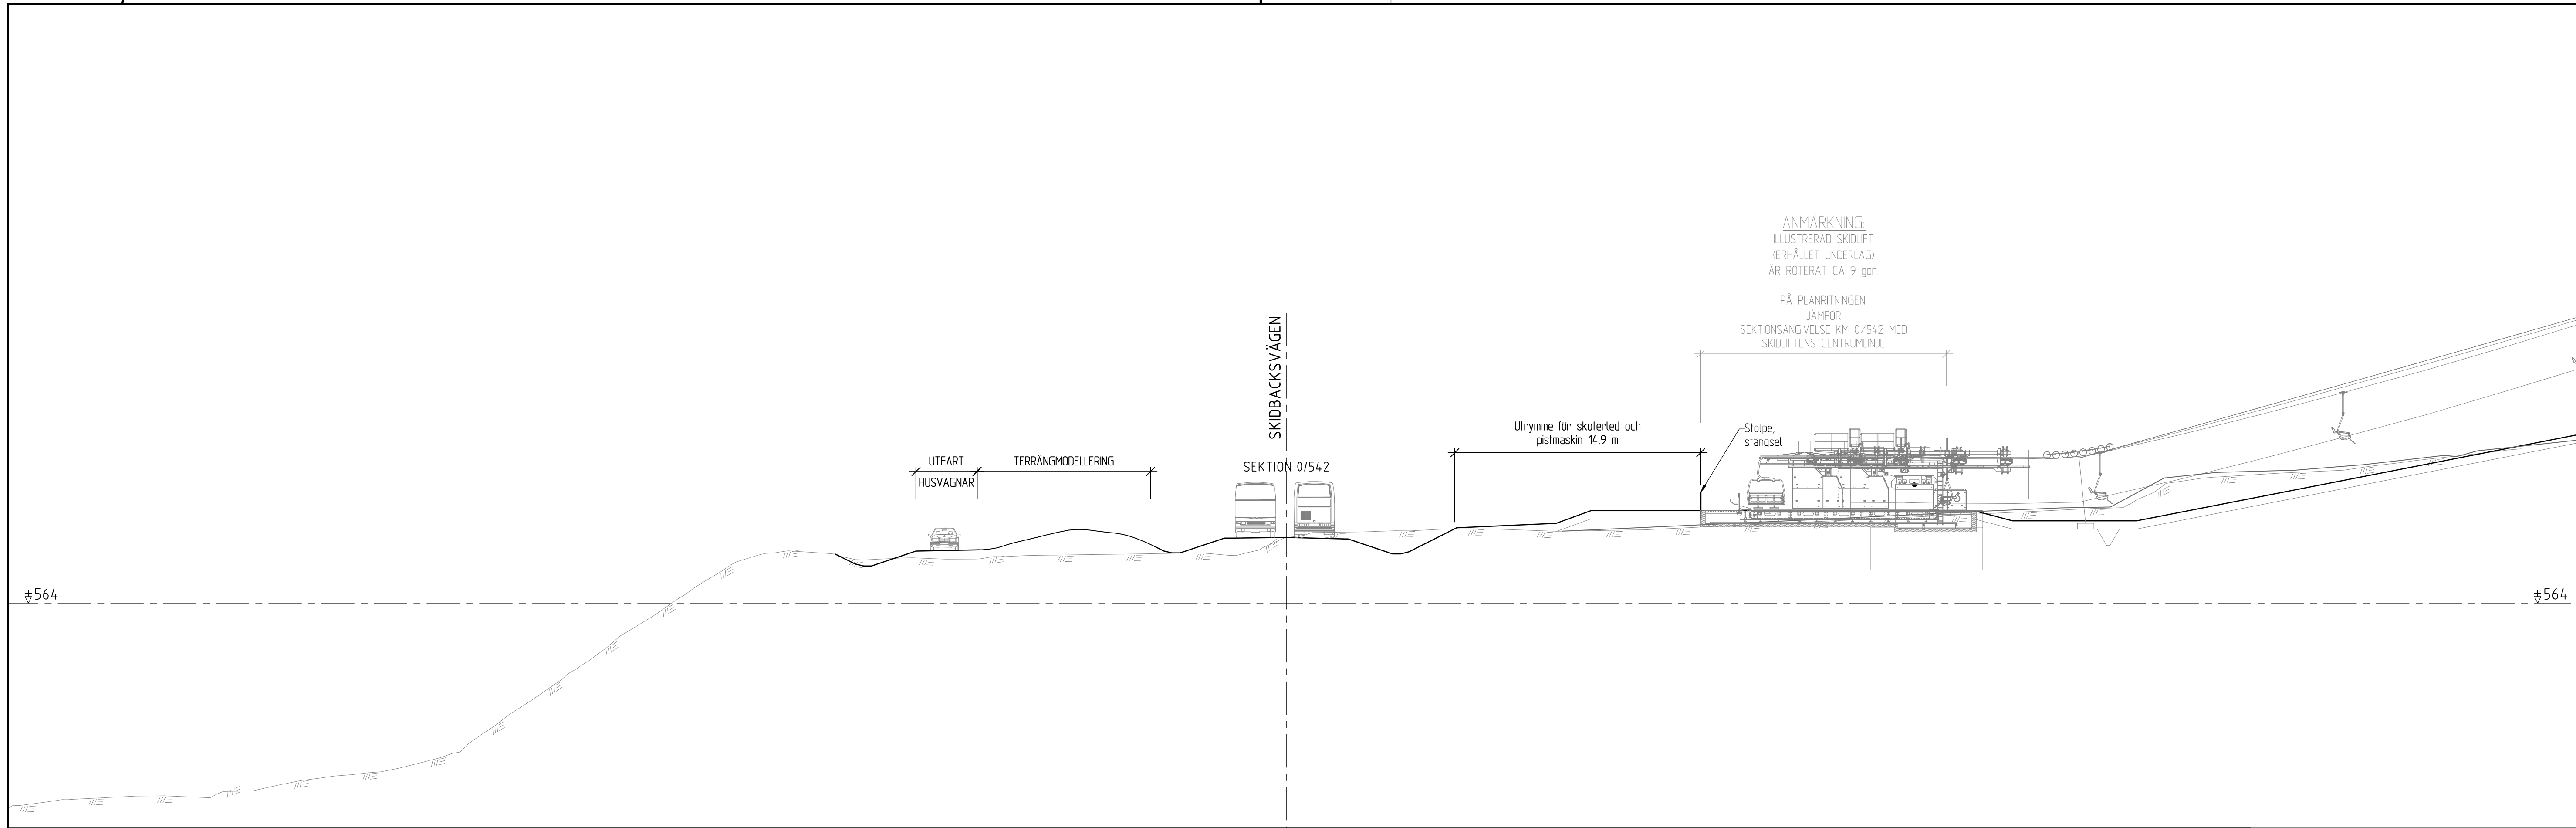 ANMÄRKNING:
ILLUSTRERAD SKIDLIFT
(ERHÅLLET UNDERLAG)
ÄR ROTERAT CA 9 gon.
PÅ PLANRITNINGEN:
JÄMFÖR
SEKTIONSANGIVELSE KM 0/542 MED
SKIDLIFTENS CENTRUMLINJE
SKIDBACKSVÄGEN
SEKTION 0/542
UTFART
HUSVAGNAR
TERRÄNGMODELLERING
Utrymme för skoterled och
pistmaskin 14,9 m
Stolpe,
stängsel
±564
±564